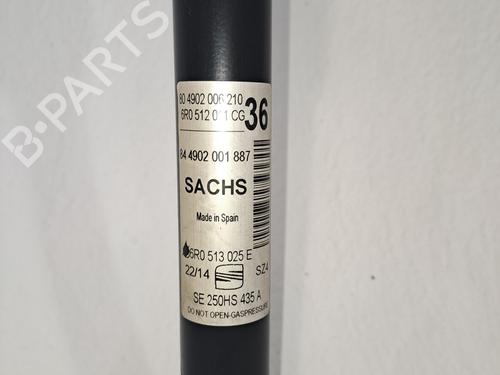 B-PARTS
80 4902 006 210
6R0 512 011 CG
36
84 4902 001 887
SACHS
Made in Spain
6R0 513 025 E
22/14
SZ4
SE 250HS 435 A
DO NOT OPEN-GASPRESSURE